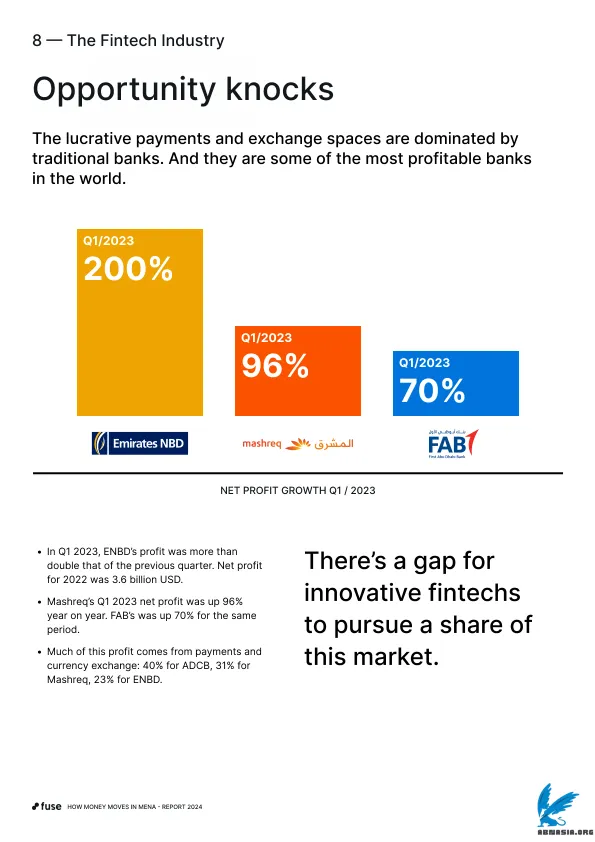 8 — The Fintech Industry
Opportunity knocks
The lucrative payments and exchange spaces are dominated by
traditional banks. And they are some of the most profitable banks
in the world.
Q1/2023
200%
Q1/2023
96%
Q1/2023
70%
Emirates NBD
mashreq المشرق
بنك أبوظبي الأول
FAB
First Abu Dhabi Bank
NET PROFIT GROWTH Q1 / 2023
• In Q1 2023, ENBD’s profit was more than
double that of the previous quarter. Net profit
for 2022 was 3.6 billion USD.
• Mashreq’s Q1 2023 net profit was up 96%
year on year. FAB’s was up 70% for the same
period.
• Much of this profit comes from payments and
currency exchange: 40% for ADCB, 31% for
Mashreq, 23% for ENBD.
There’s a gap for
innovative fintechs
to pursue a share of
this market.
fuse HOW MONEY MOVES IN MENA - REPORT 2024
ABNASIA.ORG